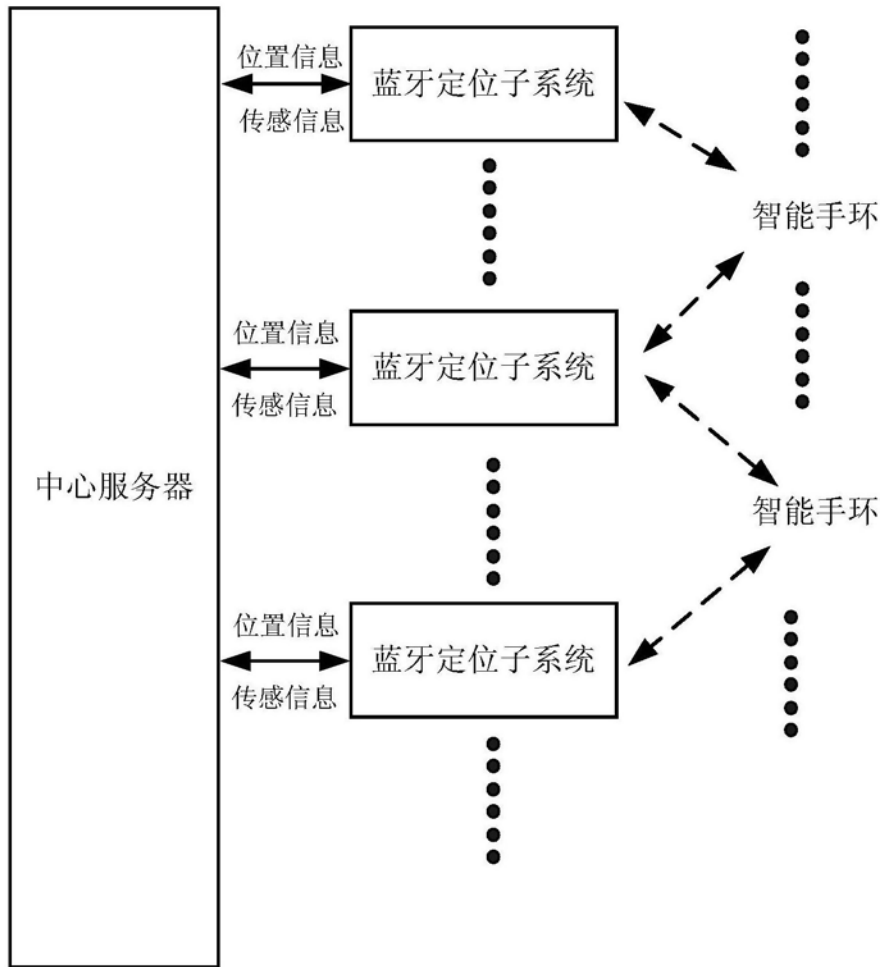 位置信息
传感信息
蓝牙定位子系统
智能手环
位置信息
传感信息
蓝牙定位子系统
中心服务器
智能手环
位置信息
传感信息
蓝牙定位子系统